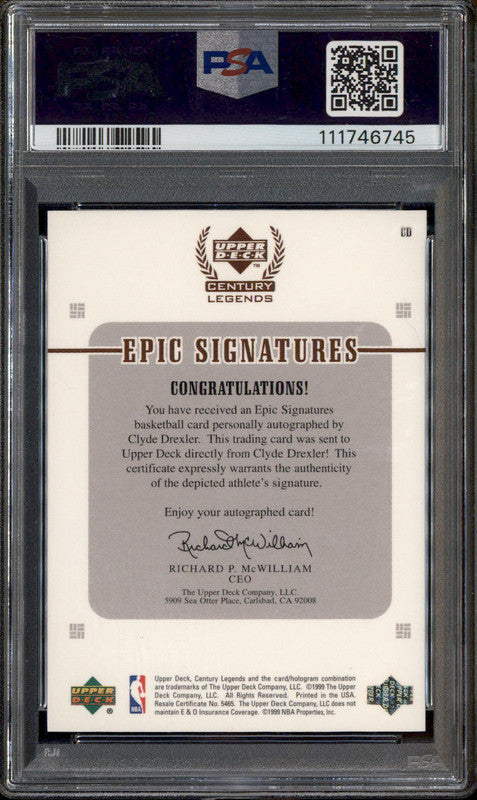 PSA
111746745
CD
UPPER
D·E·C·K
TM
CENTURY
LEGENDS
EPIC SIGNATURES
CONGRATULATIONS!
You have received an Epic Signatures
basketball card personally autographed by
Clyde Drexler. This trading card was sent to
Upper Deck directly from Clyde Drexler! This
certificate expressly warrants the authenticity
of the depicted athlete's signature.
Enjoy your autographed card!
Richard P. McWilliam
RICHARD P. McWILLIAM
CEO
The Upper Deck Company, LLC.
5909 Sea Otter Place, Carlsbad, CA 92008
UPPER
D·E·C·K
®
NBA
Upper Deck, Century Legends and the card/hologram combination
are trademarks of The Upper Deck Company, LLC. ©1999 The Upper
Deck Company, LLC. All Rights Reserved. Printed in the USA.
Resale Certificate No. 5465. The Upper Deck Company, LLC does not
maintain E & O Insurance Coverage. ©1999 NBA Properties, Inc.
PSA